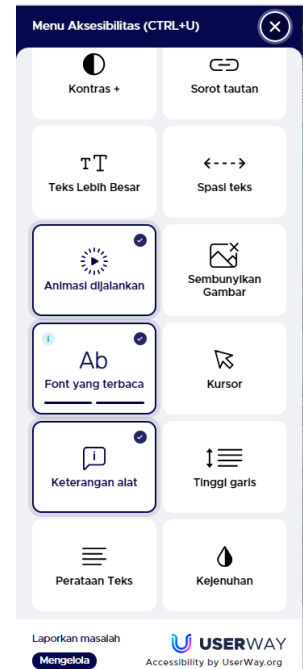 Menu Aksesibilitas (CTRL+U)
Kontras +
Sorot tautan
TT
Teks Lebih Besar
Spasi teks
Animasi dijalankan
Sembunyikan
Gambar
i
Ab
Font yang terbaca
Kursor
i
Keterangan alat
Tinggi garis
Perataan Teks
Kejenuhan
Laporkan masalah
Mengelola
USERWAY
Accessibility by UserWay.org